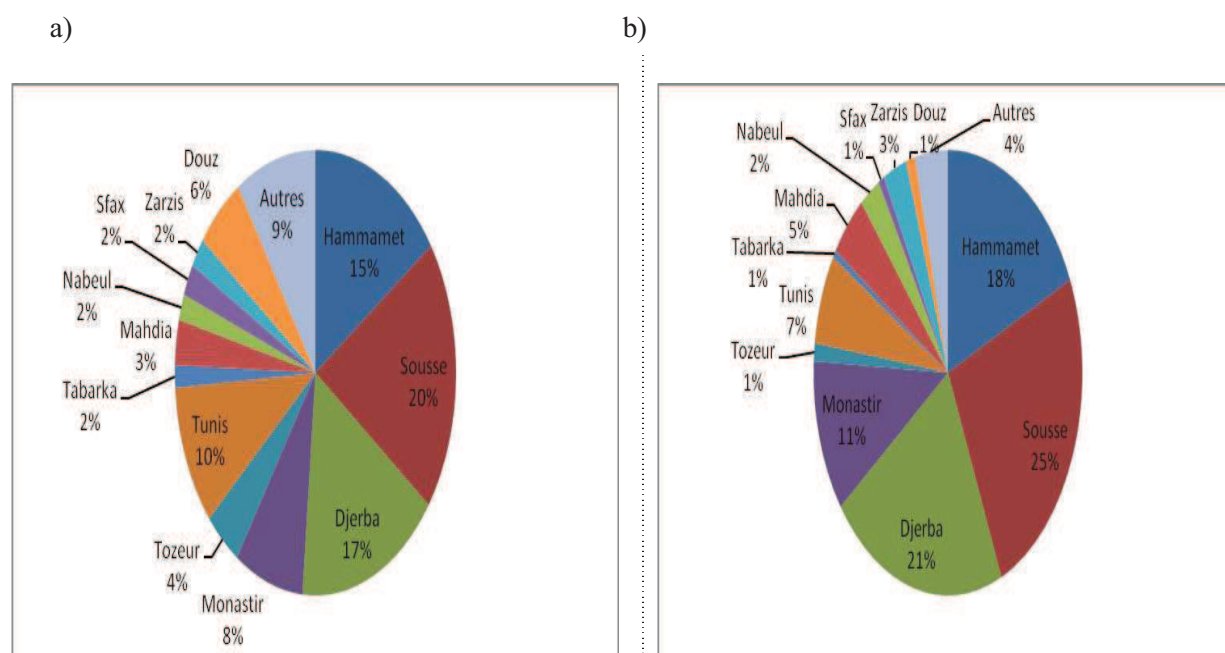 a)
b)
Douz
6%
Autres
9%
Hammamet
15%
Sousse
20%
Djerba
17%
Monastir
8%
Tozeur
4%
Tunis
10%
Tabarka
2%
Mahdia
3%
Nabeul
2%
Sfax
2%
Zarzis
2%
Hammamet
18%
Sousse
25%
Djerba
21%
Monastir
11%
Tozeur
1%
Tunis
7%
Tabarka
1%
Mahdia
5%
Nabeul
2%
Sfax
1%
Zarzis
3%
Douz
1%
Autres
4%